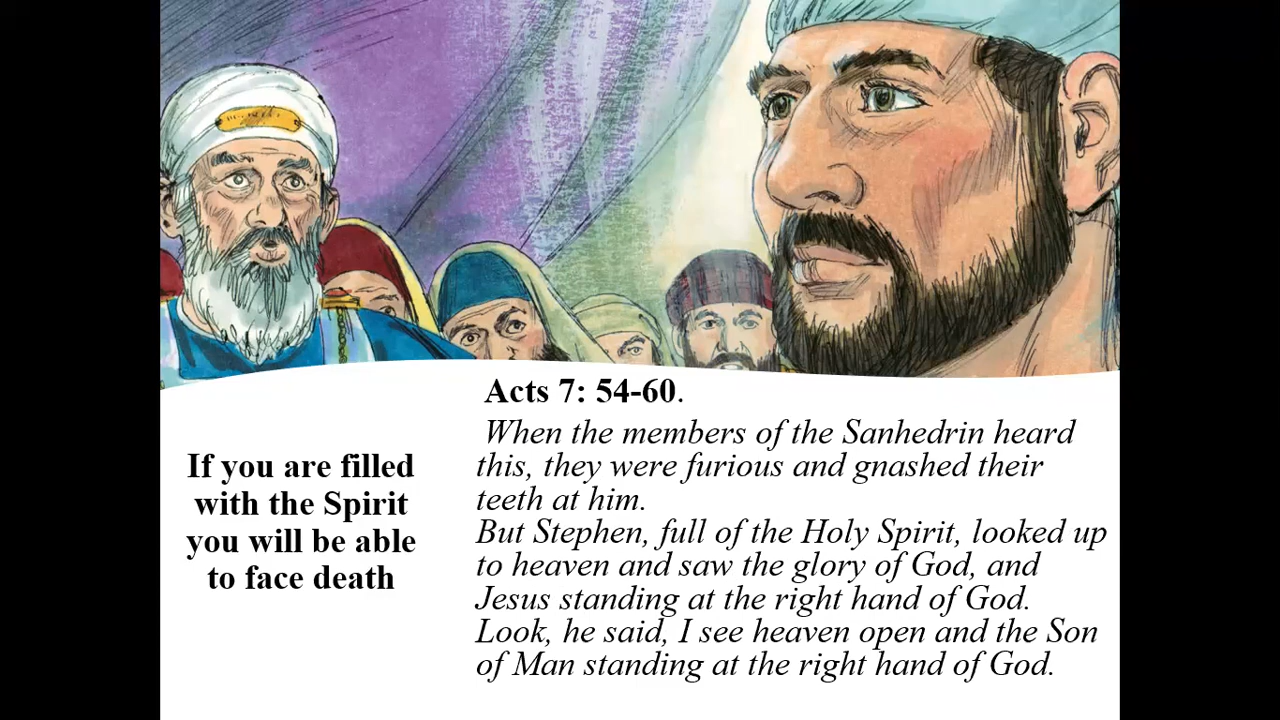 Acts 7: 54-60.
If you are filled
with the Spirit
you will be able
to face death
When the members of the Sanhedrin heard
this, they were furious and gnashed their
teeth at him.
But Stephen, full of the Holy Spirit, looked up
to heaven and saw the glory of God, and
Jesus standing at the right hand of God.
Look, he said, I see heaven open and the Son
of Man standing at the right hand of God.